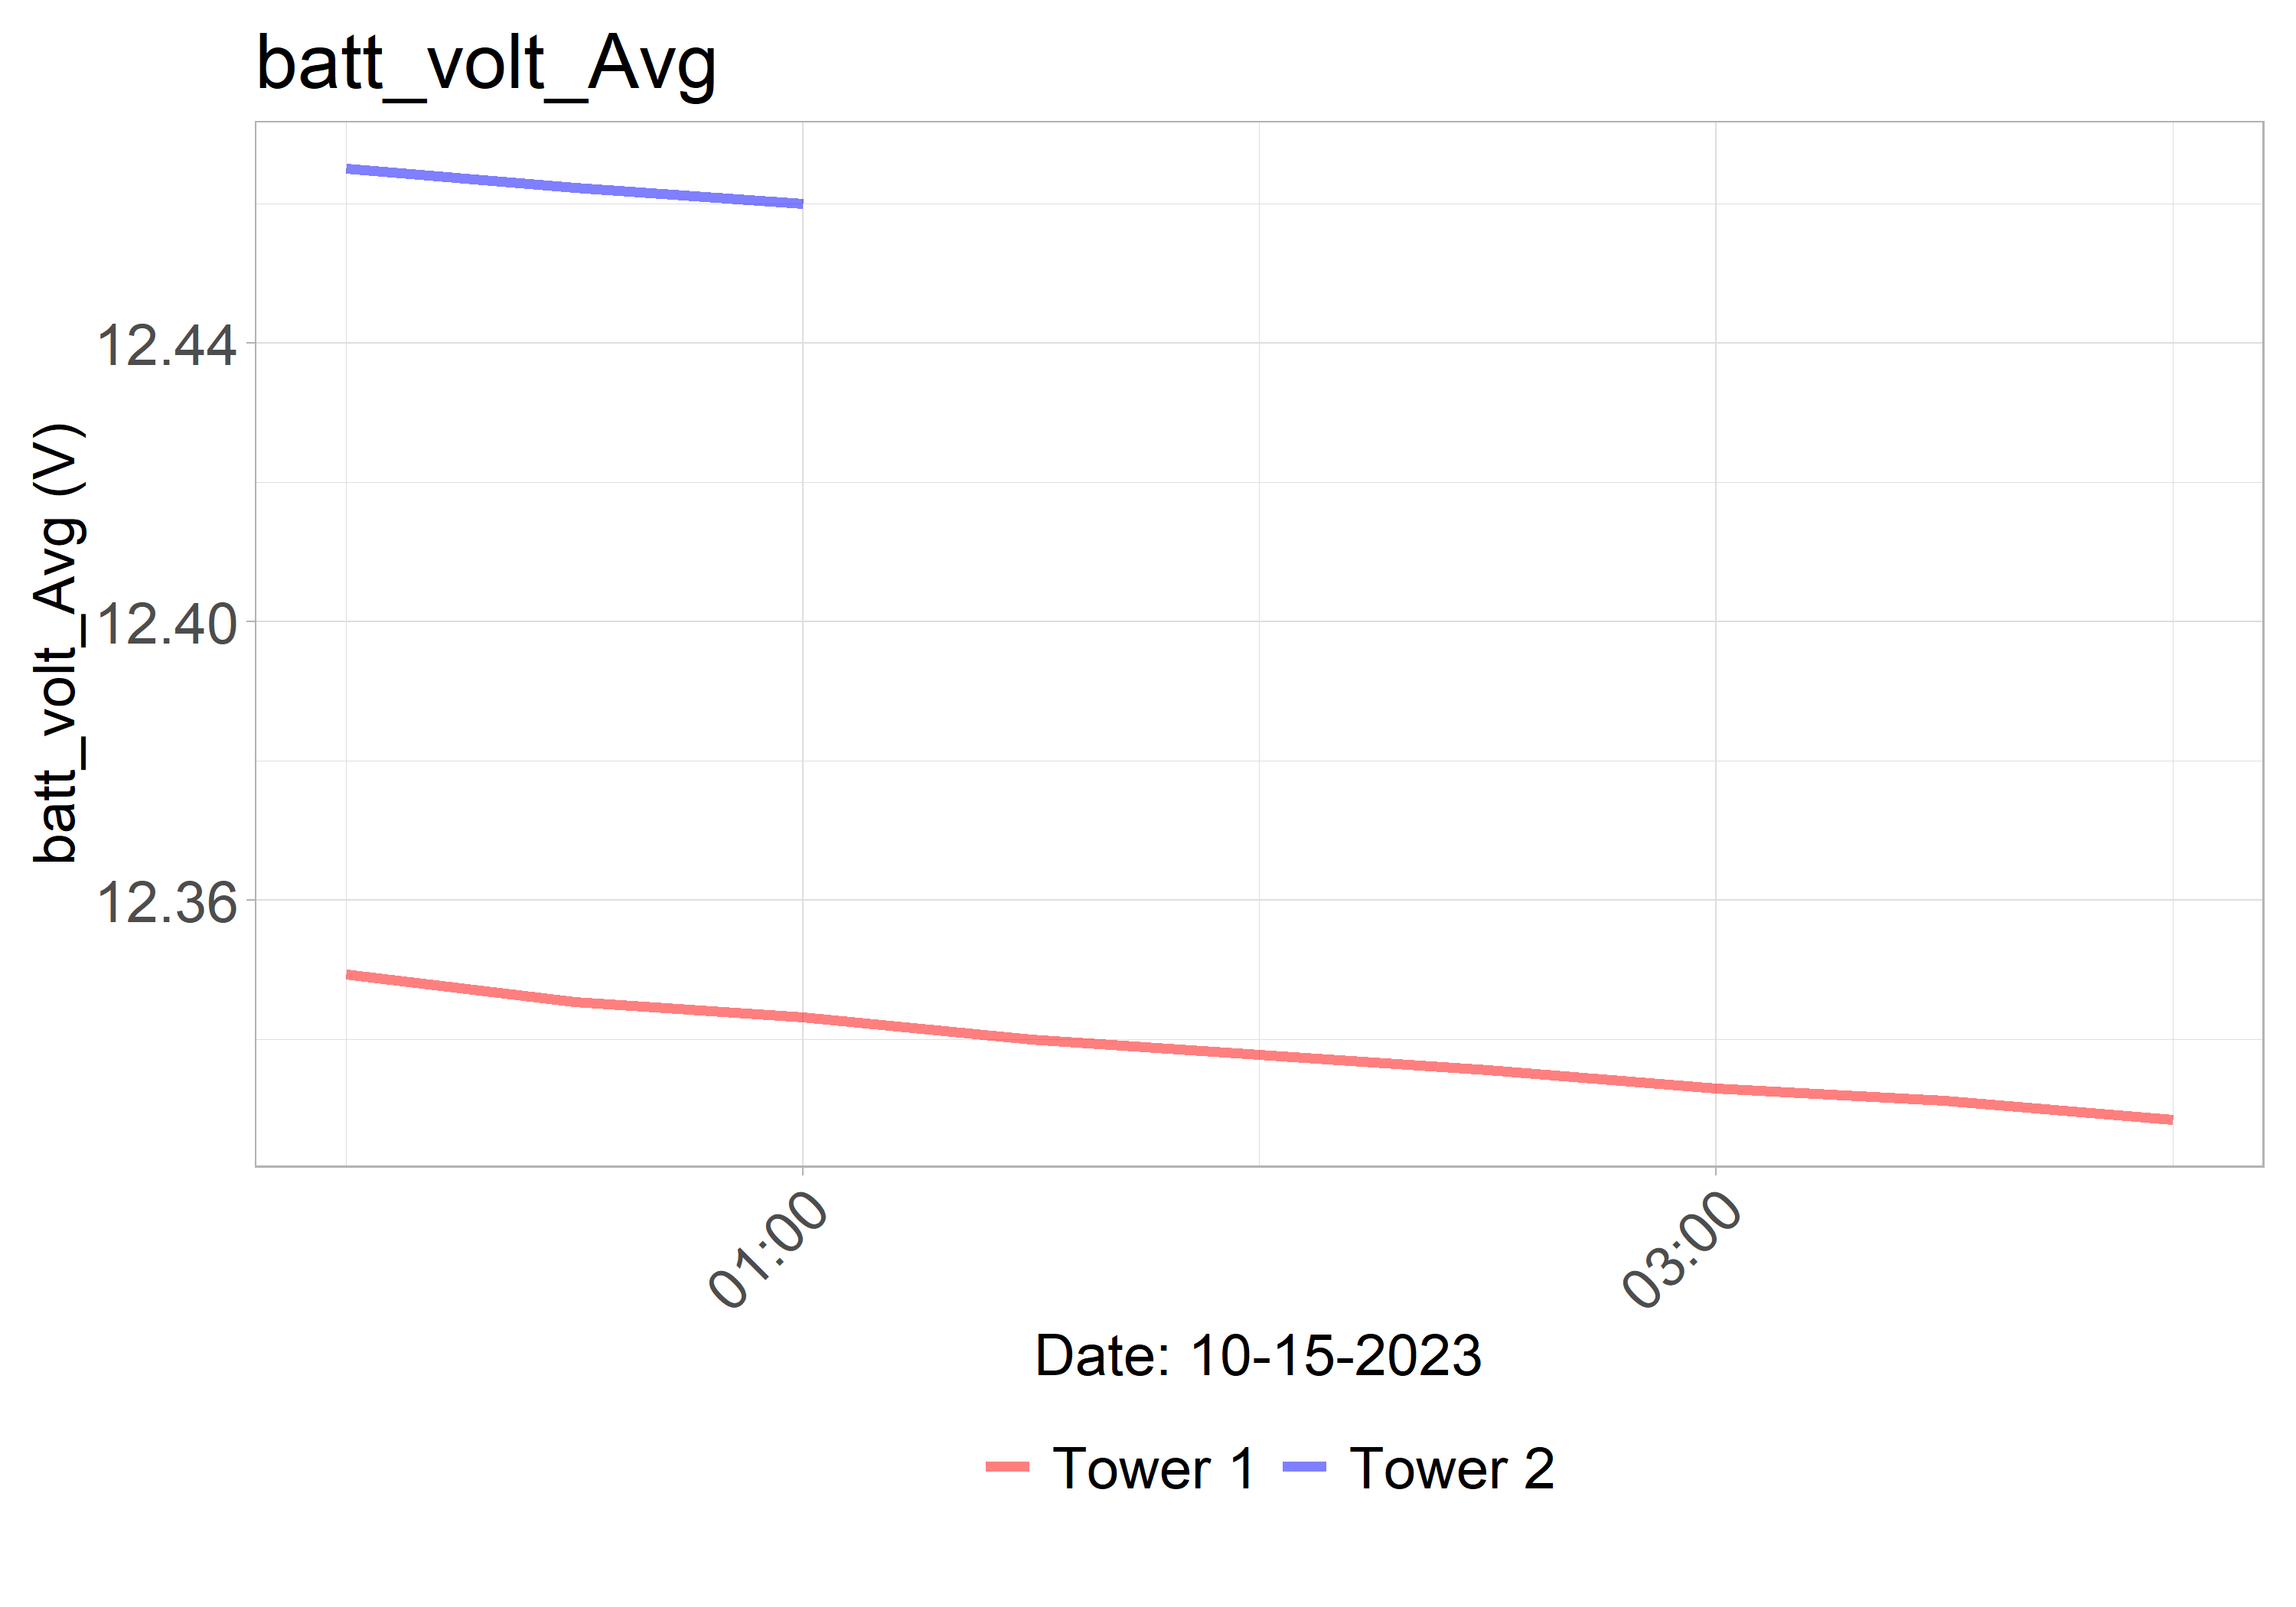 batt_volt_Avg
batt_volt_Avg (V)
12.44
12.40
12.36
01:00
03:00
Date: 10-15-2023
Tower 1
Tower 2